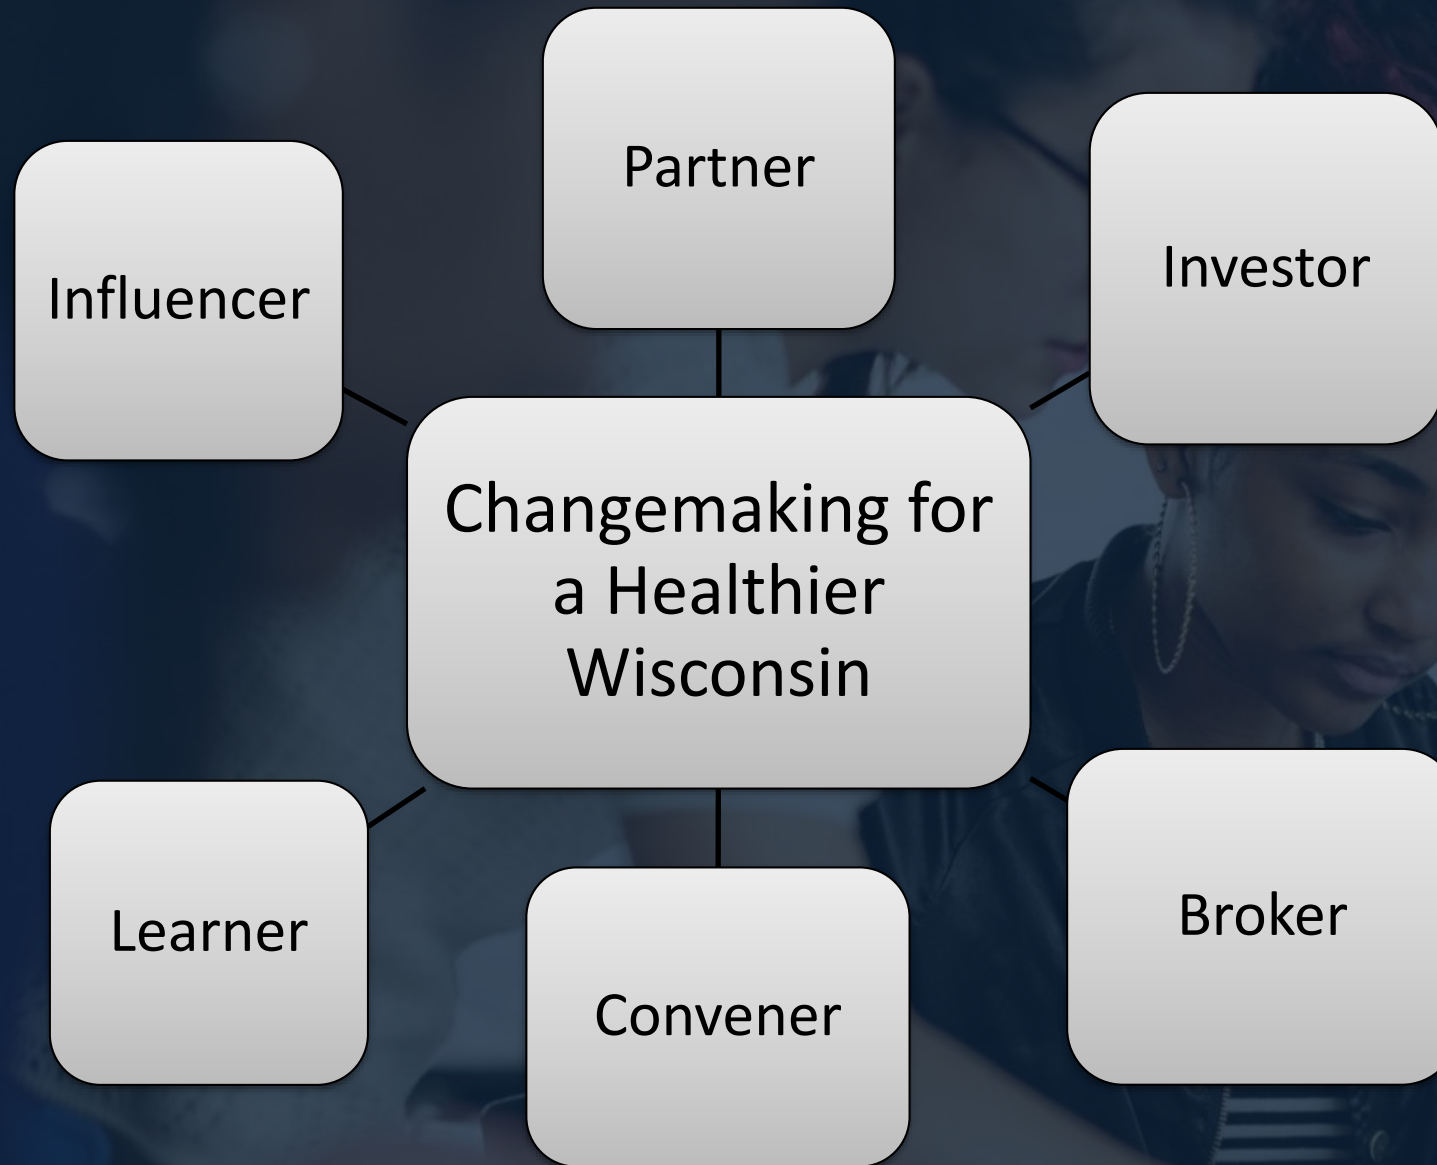 Partner
Influencer
Investor
Changemaking for
a Healthier
Wisconsin
Learner
Broker
Convener